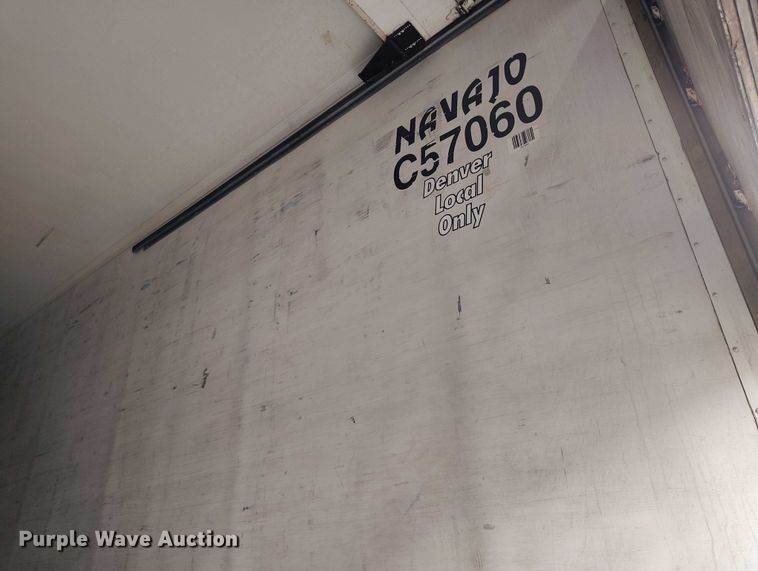 NAVAJO
C57060
Denver
Local
Only
Purple Wave Auction